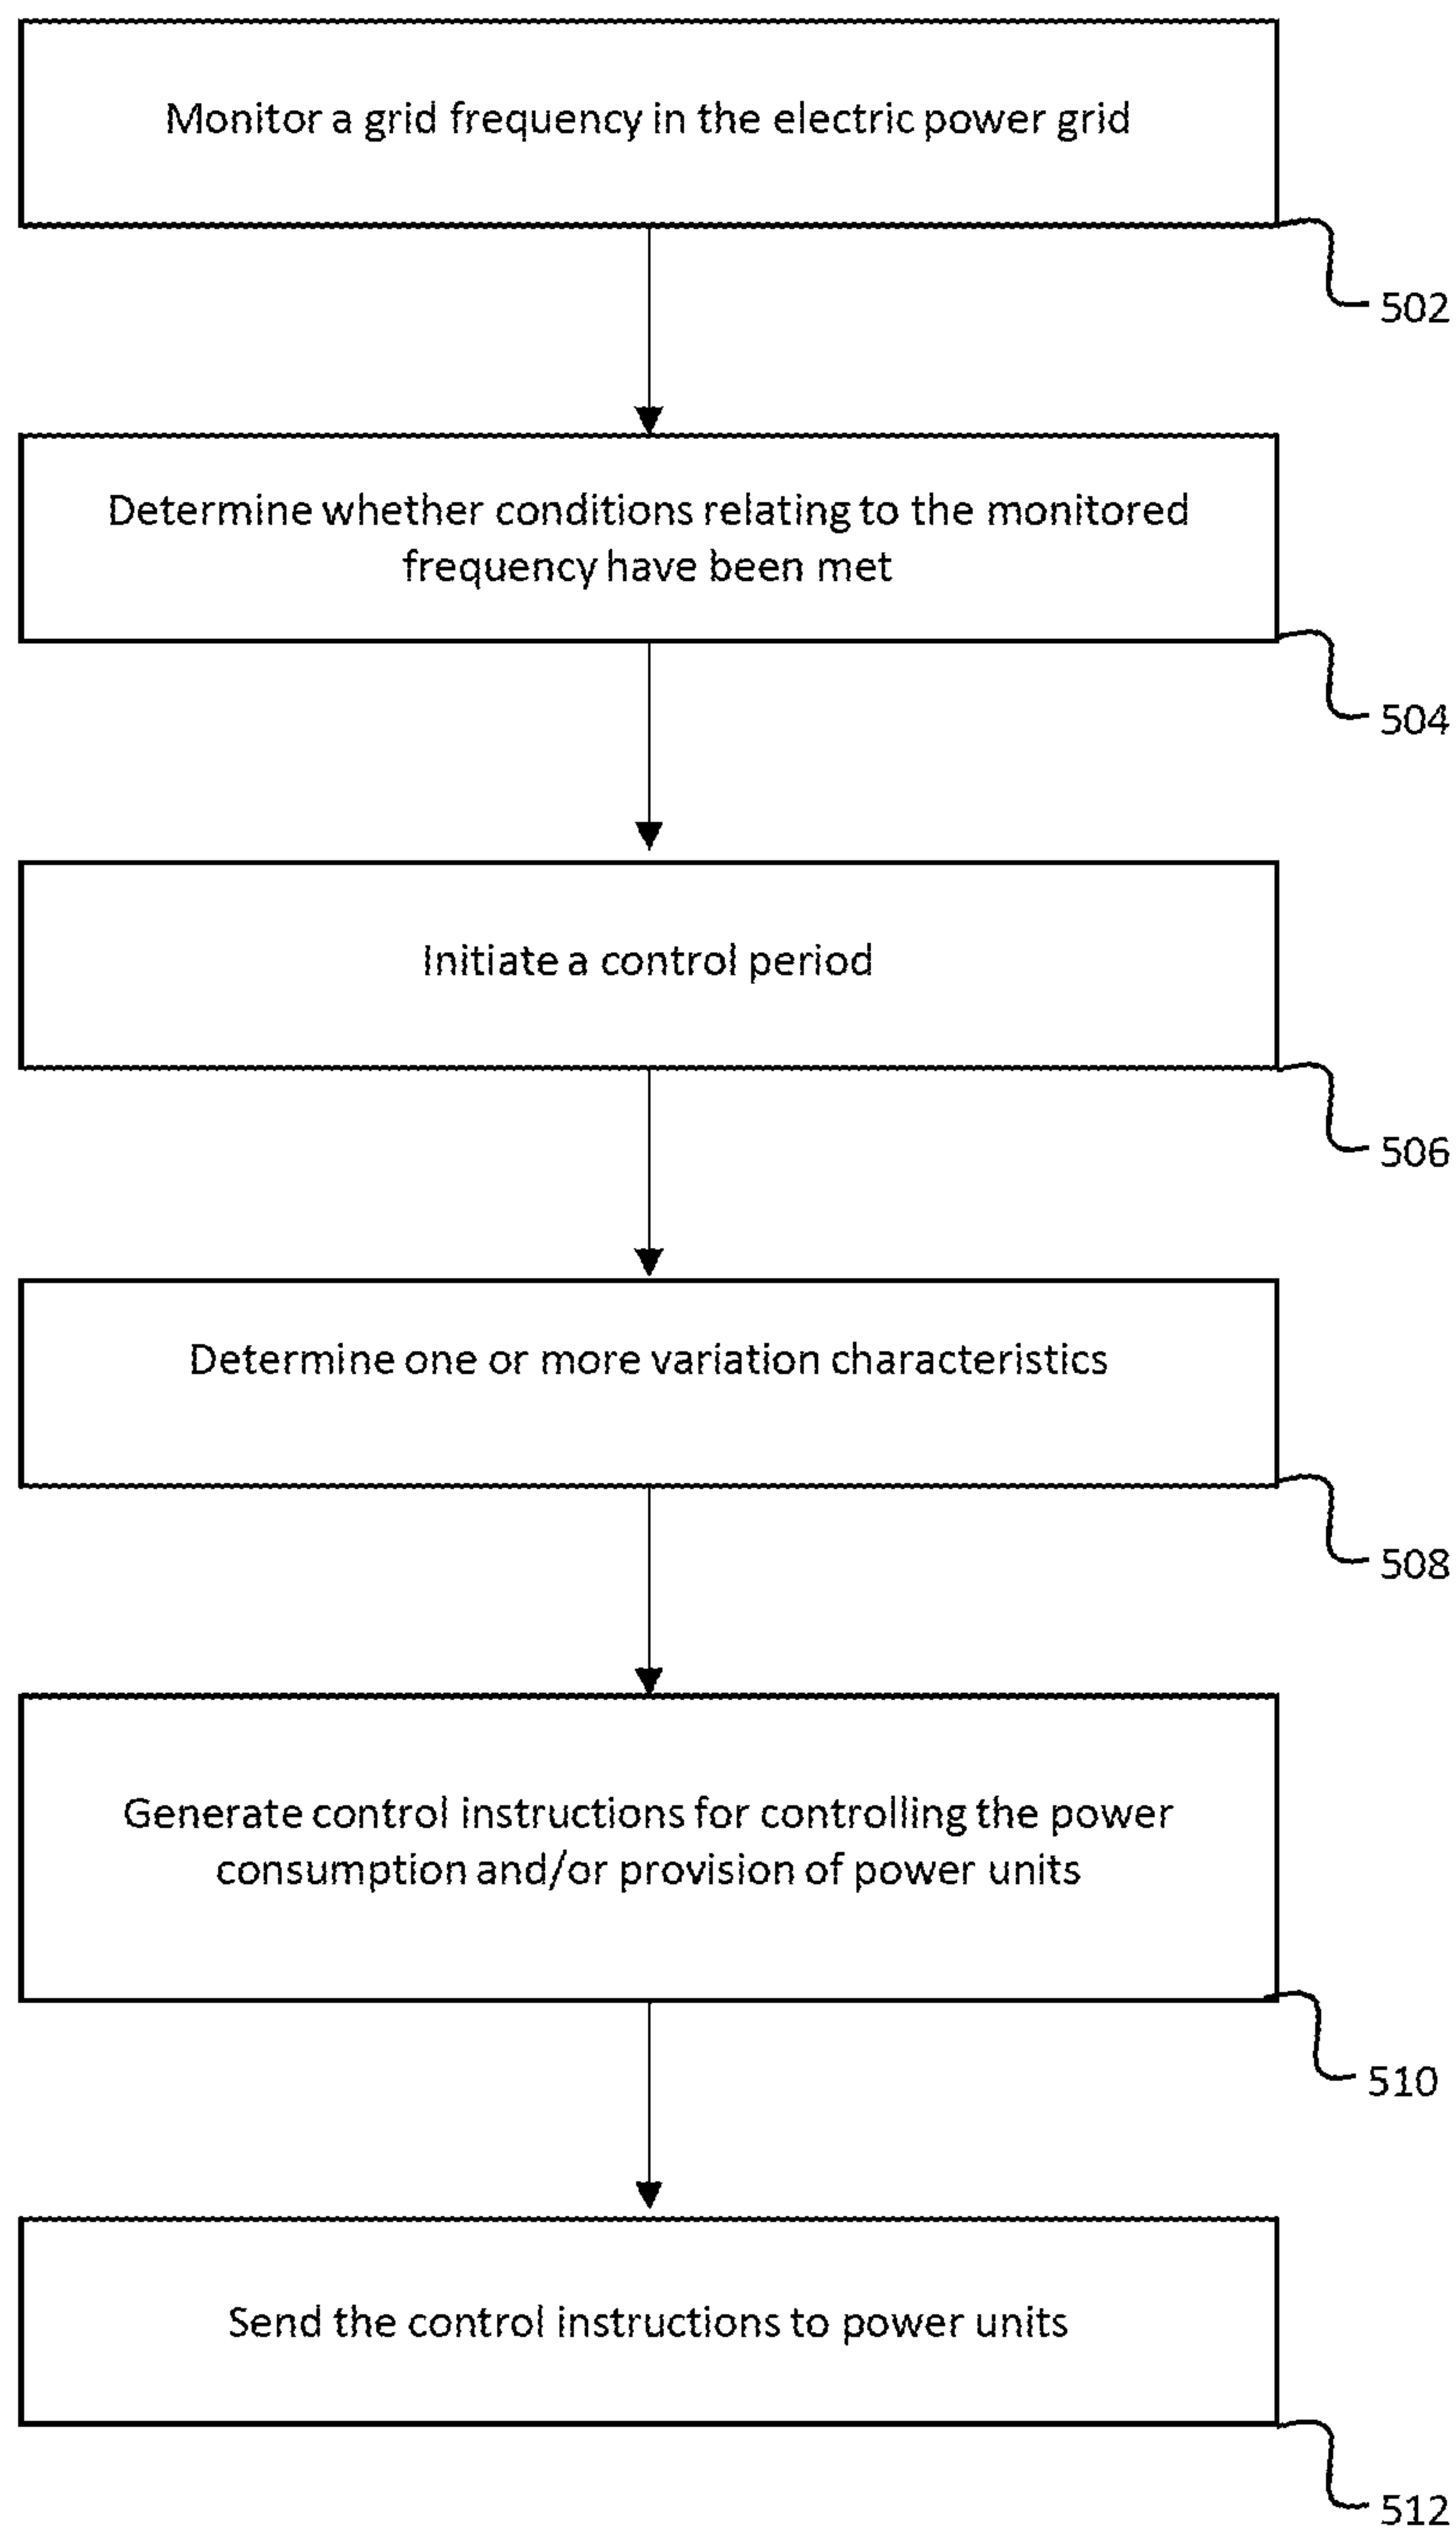 Monitor a grid frequency in the electric power grid
502
Determine whether conditions relating to the monitored
frequency have been met
504
Initiate a control period
506
Determine one or more variation characteristics
508
Generate control instructions for controlling the power
consumption and/or provision of power units
510
Send the control instructions to power units
512